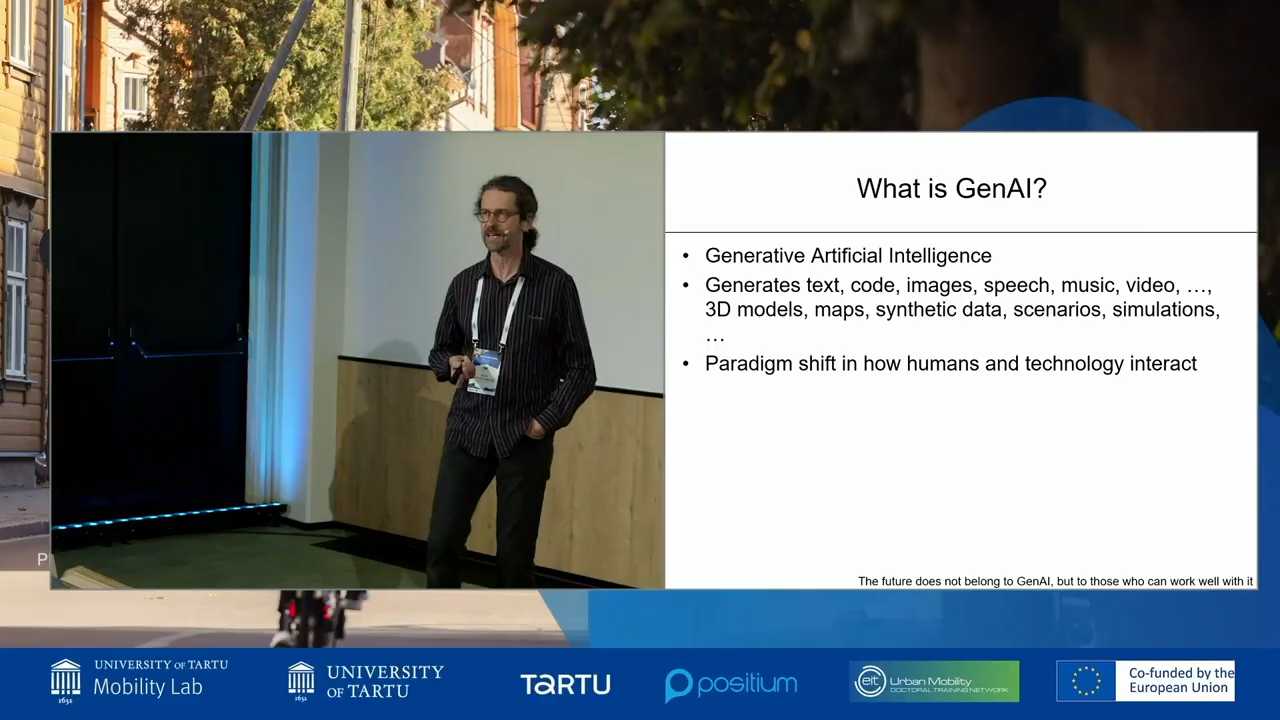 What is GenAI?
• Generative Artificial Intelligence
• Generates text, code, images, speech, music, video, …,
3D models, maps, synthetic data, scenarios, simulations,
…
• Paradigm shift in how humans and technology interact
The future does not belong to GenAI, but to those who can work well with it
P
UNIVERSITY OF TARTU
Mobility Lab
1632
UNIVERSITY
OF TARTU
1632
TARTU
positium
eit Urban Mobility
DOCTORAL TRAINING NETWORK
Co-funded by the
European Union